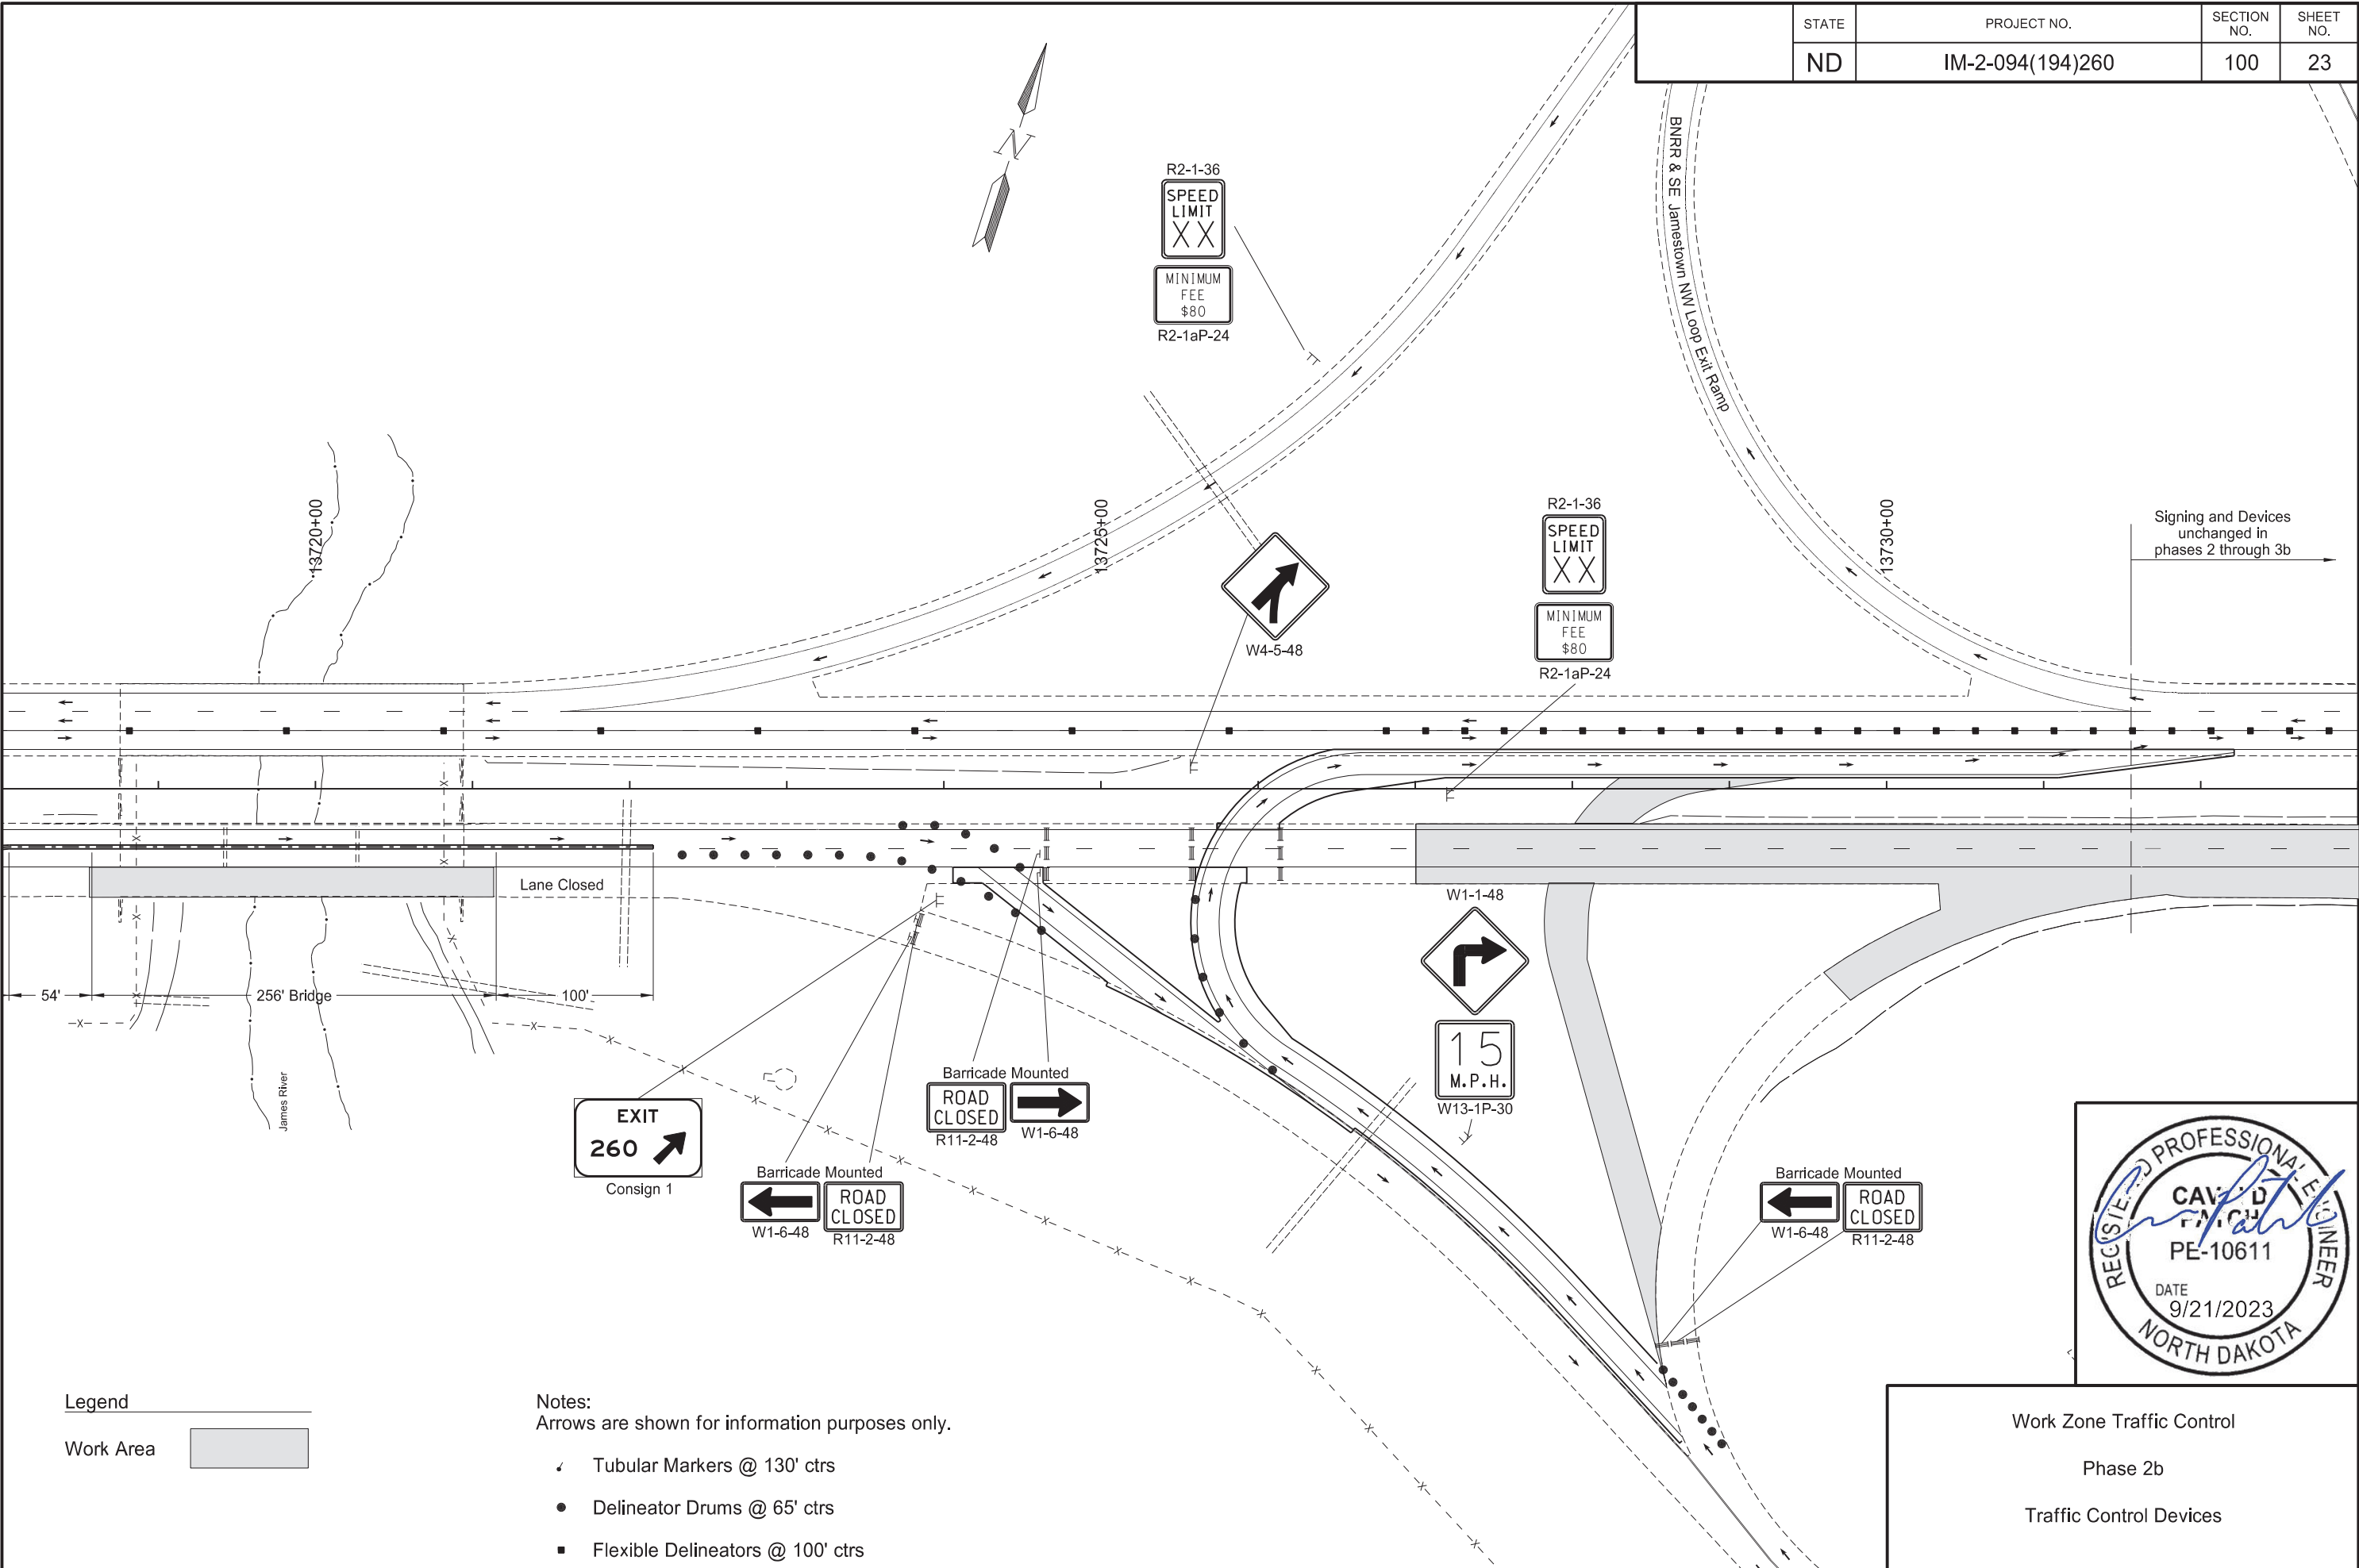 STATE
PROJECT NO.
SECTION NO.
SHEET NO.
ND
IM-2-094(194)260
100
23
N
R2-1-36
SPEED
LIMIT
XX
MINIMUM
FEE
$80
R2-1aP-24
BNRR & SE Jamestown NW Loop Exit Ramp
13720+00
13725+00
13730+00
R2-1-36
SPEED
LIMIT
XX
MINIMUM
FEE
$80
R2-1aP-24
Signing and Devices
unchanged in
phases 2 through 3b
W4-5-48
Lane Closed
54'
256' Bridge
100'
James River
W1-1-48
15
M.P.H.
W13-1P-30
EXIT
260
Consign 1
Barricade Mounted
ROAD
CLOSED
R11-2-48
W1-6-48
Barricade Mounted
ROAD
CLOSED
W1-6-48
R11-2-48
Barricade Mounted
ROAD
CLOSED
W1-6-48
R11-2-48
REGISTERED PROFESSIONAL ENGINEER
PE-10611
DATE
9/21/2023
NORTH DAKOTA
Legend
Work Area
Notes:
Arrows are shown for information purposes only.
Tubular Markers @ 130' ctrs
Delineator Drums @ 65' ctrs
Flexible Delineators @ 100' ctrs
Work Zone Traffic Control
Phase 2b
Traffic Control Devices